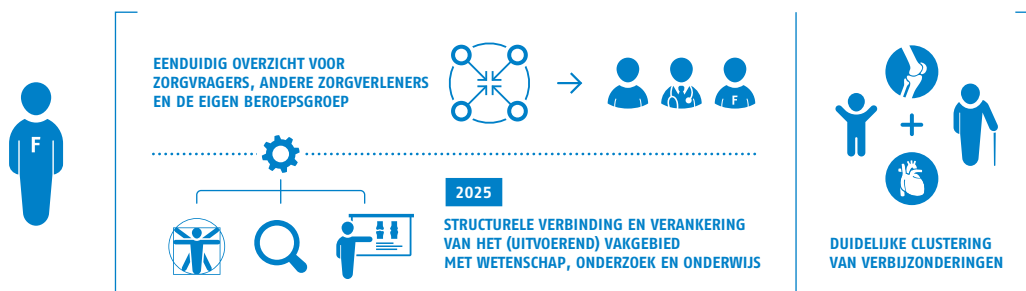 F
EENDUIDIG OVERZICHT VOOR
ZORGVRAGERS, ANDERE ZORGVERLENERS
EN DE EIGEN BEROEPSGROEP
F
2025
STRUCTURELE VERBINDING EN VERANKERING
VAN HET (UITVOEREND) VAKGEBIED
MET WETENSCHAP, ONDERZOEK EN ONDERWIJS
DUIDELIJKE CLUSTERING
VAN VERBIJZONDERINGEN